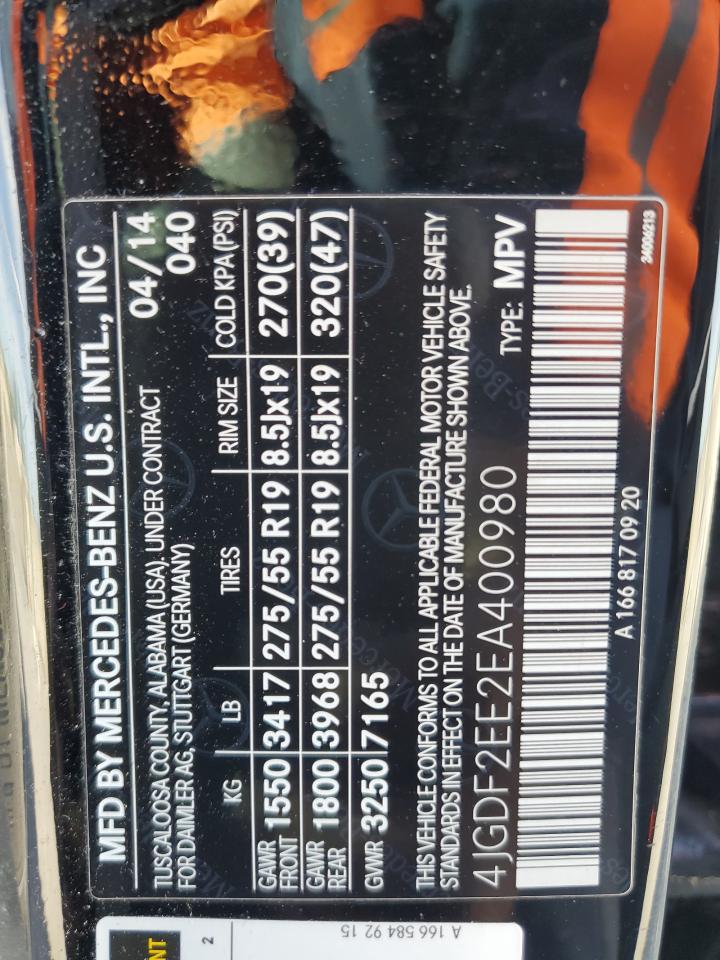 MFD BY MERCEDES-BENZ U.S. INTL., INC
TUSCALOOSA COUNTY, ALABAMA (USA), UNDER CONTRACT 04/14
FOR DAIMLER AG, STUTTGART (GERMANY) 040
KG LB TIRES RIM SIZE COLD KPA (PSI)
GAWR FRONT 1550 3417 275/55 R19 8.5Jx19 270(39)
GAWR REAR 1800 3968 275/55 R19 8.5Jx19 320(47)
GVWR 3250 7165
THIS VEHICLE CONFORMS TO ALL APPLICABLE FEDERAL MOTOR VEHICLE SAFETY
STANDARDS IN EFFECT ON THE DATE OF MANUFACTURE SHOWN ABOVE.
4JGDF2EE2EA400980 TYPE: MPV
A 166 817 09 20
24006213
2
A 166 584 92 15